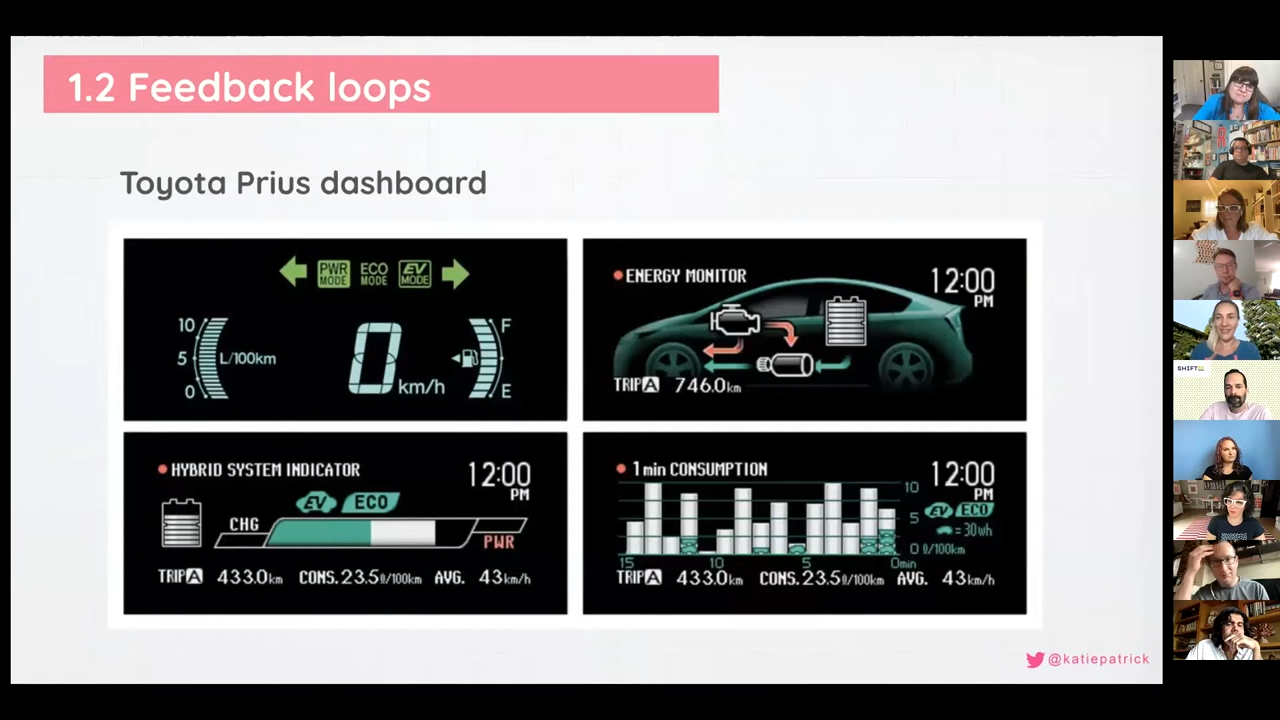 1.2 Feedback loops
Toyota Prius dashboard
PWR MODE
ECO MODE
EV MODE
10
5
0
L/100km
0 km/h
F
E
ENERGY MONITOR
12:00 PM
TRIP A 746.0km
HYBRID SYSTEM INDICATOR
12:00 PM
EV ECO
CHG
PWR
TRIP A 433.0km CONS. 23.5ℓ/100km AVG. 43km/h
1 min CONSUMPTION
12:00 PM
10
5
0 ℓ/100km
EV ECO
= 30wh
15 10 5 0min
TRIP A 433.0km CONS. 23.5ℓ/100km AVG. 43km/h
@katiepatrick
SHIFT